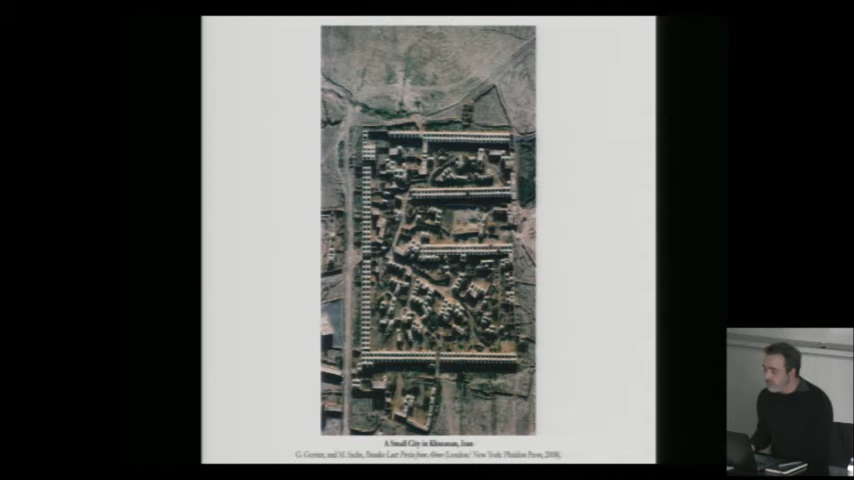 A Small City in Khorasan, Iran
G. Gerster, and M. Sachs, Paradise Lost: Persia from Above (London/ New York: Phaidon Press, 2008).